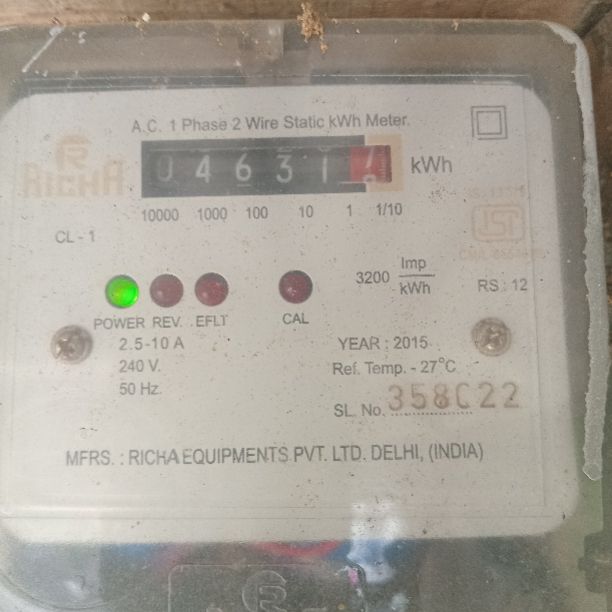 A.C. 1 Phase 2 Wire Static kWh Meter.
RICHA
0 4 6 3 1 7 kWh
10000 1000 100 10 1 1/10
CL - 1
3200 Imp/kWh
RS : 12
POWER REV. EFLT CAL
2.5-10 A
240 V.
50 Hz.
YEAR : 2015
Ref. Temp. - 27°C
SL. No. 358C22
MFRS. : RICHA EQUIPMENTS PVT. LTD. DELHI, (INDIA)